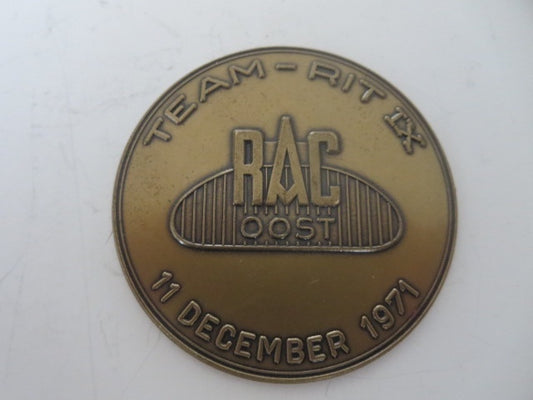 TEAM-RIT IX
RAC
OOST
11 DECEMBER 1971